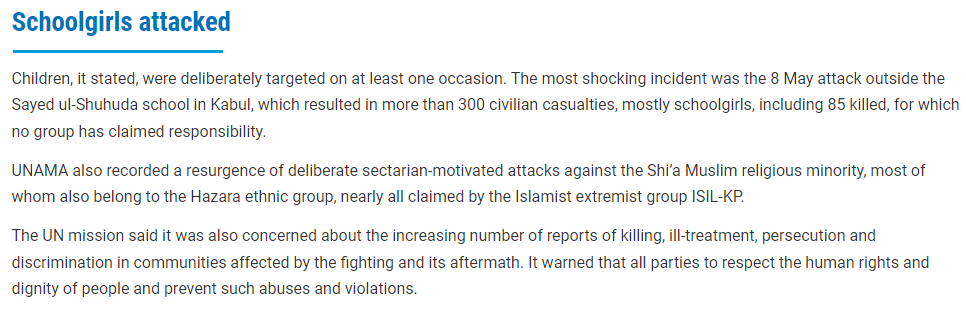 Schoolgirls attacked
Children, it stated, were deliberately targeted on at least one occasion. The most shocking incident was the 8 May attack outside the
Sayed ul-Shuhuda school in Kabul, which resulted in more than 300 civilian casualties, mostly schoolgirls, including 85 killed, for which
no group has claimed responsibility.
UNAMA also recorded a resurgence of deliberate sectarian-motivated attacks against the Shi’a Muslim religious minority, most of
whom also belong to the Hazara ethnic group, nearly all claimed by the Islamist extremist group ISIL-KP.
The UN mission said it was also concerned about the increasing number of reports of killing, ill-treatment, persecution and
discrimination in communities affected by the fighting and its aftermath. It warned that all parties to respect the human rights and
dignity of people and prevent such abuses and violations.